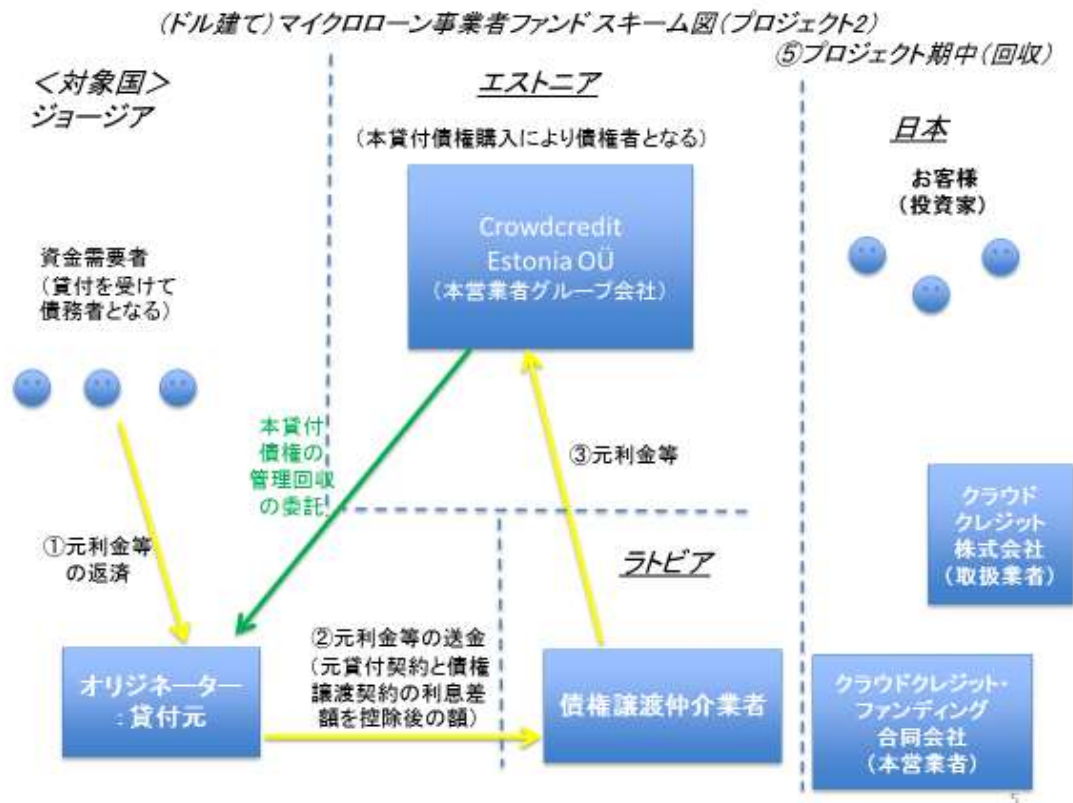 (ドル建て)マイクロローン事業者ファンドスキーム図(プロジェクト2)
⑤プロジェクト期中(回収)
<対象国>
ジョージア
資金需要者
(貸付を受けて
債務者となる)
①元利金等
の返済
オリジネーター
:貸付元
エストニア
(本貸付債権購入により債権者となる)
Crowdcredit
Estonia OÜ
(本営業者グループ会社)
本貸付
債権の
管理回収
の委託
③元利金等
②元利金等の送金
(元貸付契約と債権
譲渡契約の利息差
額を控除後の額)
ラトビア
債権譲渡仲介業者
日本
お客様
(投資家)
クラウド
クレジット
株式会社
(取扱業者)
クラウドクレジット・
ファンディング
合同会社
(本営業者)
5